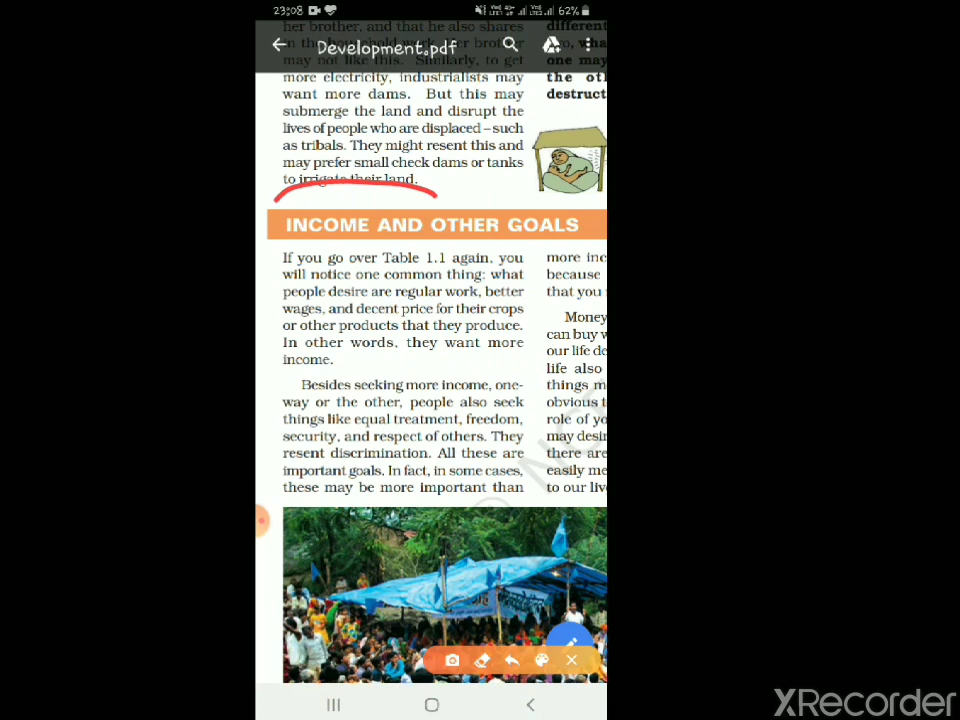 23:08 62%
her brother, and that he also shares
Development.pdf
may not like this. Similarly, to get
more electricity, industrialists may
want more dams. But this may
submerge the land and disrupt the
lives of people who are displaced – such
as tribals. They might resent this and
may prefer small check dams or tanks
to irrigate their land.
different
one may
the
destruct
INCOME AND OTHER GOALS
If you go over Table 1.1 again, you
will notice one common thing: what
people desire are regular work, better
wages, and decent price for their crops
or other products that they produce.
In other words, they want more
income.
Besides seeking more income, one-
way or the other, people also seek
things like equal treatment, freedom,
security, and respect of others. They
resent discrimination. All these are
important goals. In fact, in some cases,
these may be more important than
more inc
because
that you
Money
can buy w
our life de
life also
things m
obvious t
role of yo
may desir
there are
easily me
to our liv
© NCE
XRecorder